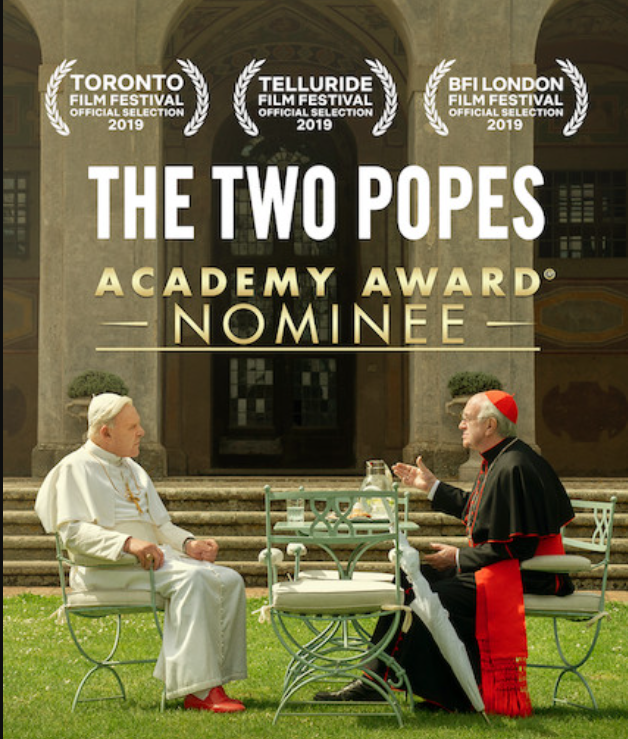 TORONTO
FILM FESTIVAL
OFFICIAL SELECTION
2019
TELLURIDE
FILM FESTIVAL
OFFICIAL SELECTION
2019
BFI LONDON
FILM FESTIVAL
OFFICIAL SELECTION
2019
THE TWO POPES
ACADEMY AWARD®
NOMINEE